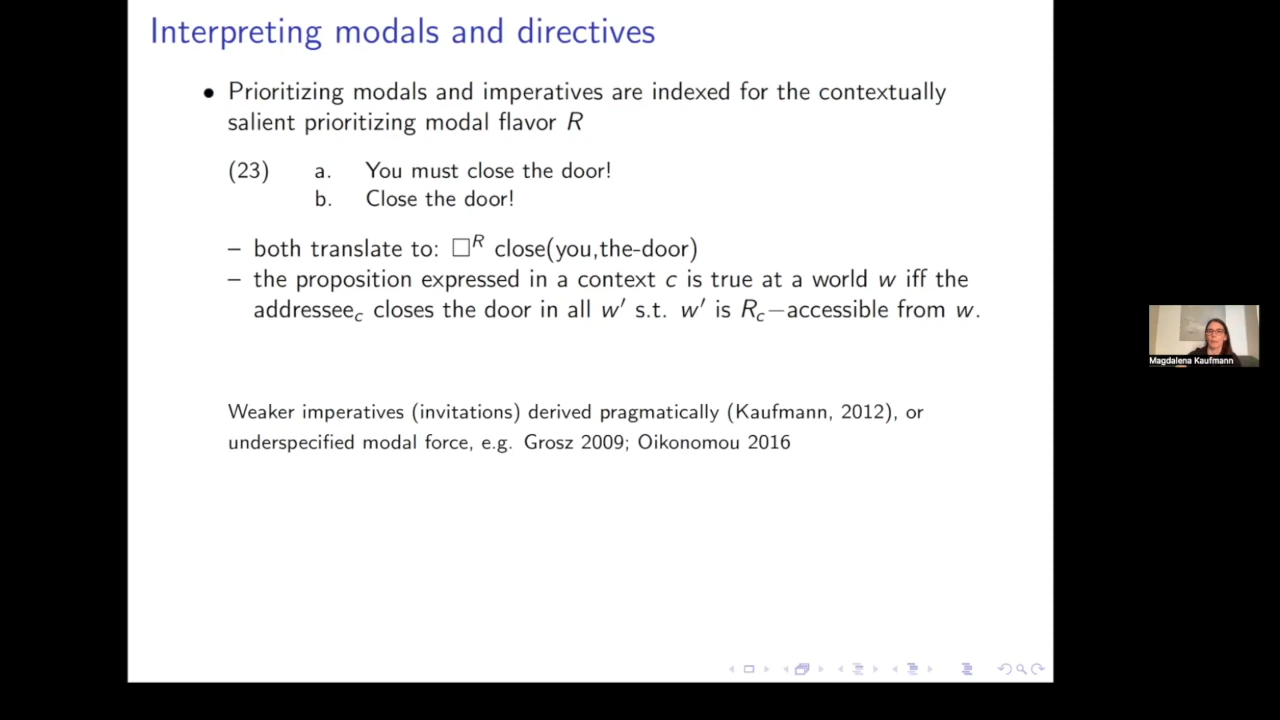 Interpreting modals and directives
• Prioritizing modals and imperatives are indexed for the contextually
salient prioritizing modal flavor R
(23) a. You must close the door!
b. Close the door!
– both translate to: □ᴿ close(you,the-door)
– the proposition expressed in a context c is true at a world w iff the
addressee_c closes the door in all w′ s.t. w′ is R_c−accessible from w.
Weaker imperatives (invitations) derived pragmatically (Kaufmann, 2012), or
underspecified modal force, e.g. Grosz 2009; Oikonomou 2016
Magdalena Kaufmann